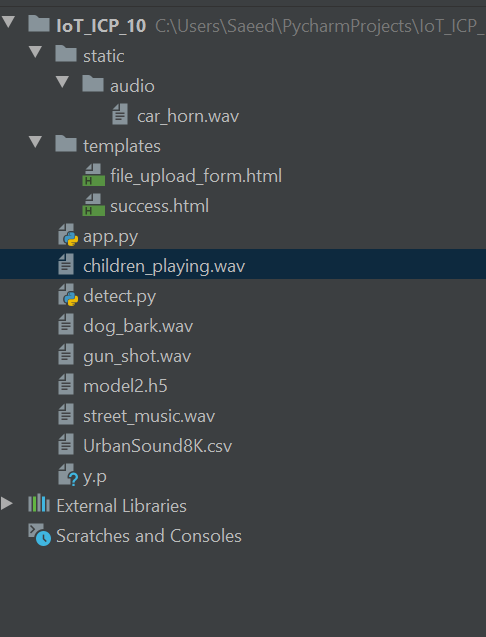 IoT_ICP_10 C:\Users\Saeed\PycharmProjects\IoT_ICP_
static
audio
car_horn.wav
templates
H file_upload_form.html
H success.html
app.py
children_playing.wav
detect.py
dog_bark.wav
gun_shot.wav
model2.h5
street_music.wav
UrbanSound8K.csv
? y.p
External Libraries
Scratches and Consoles